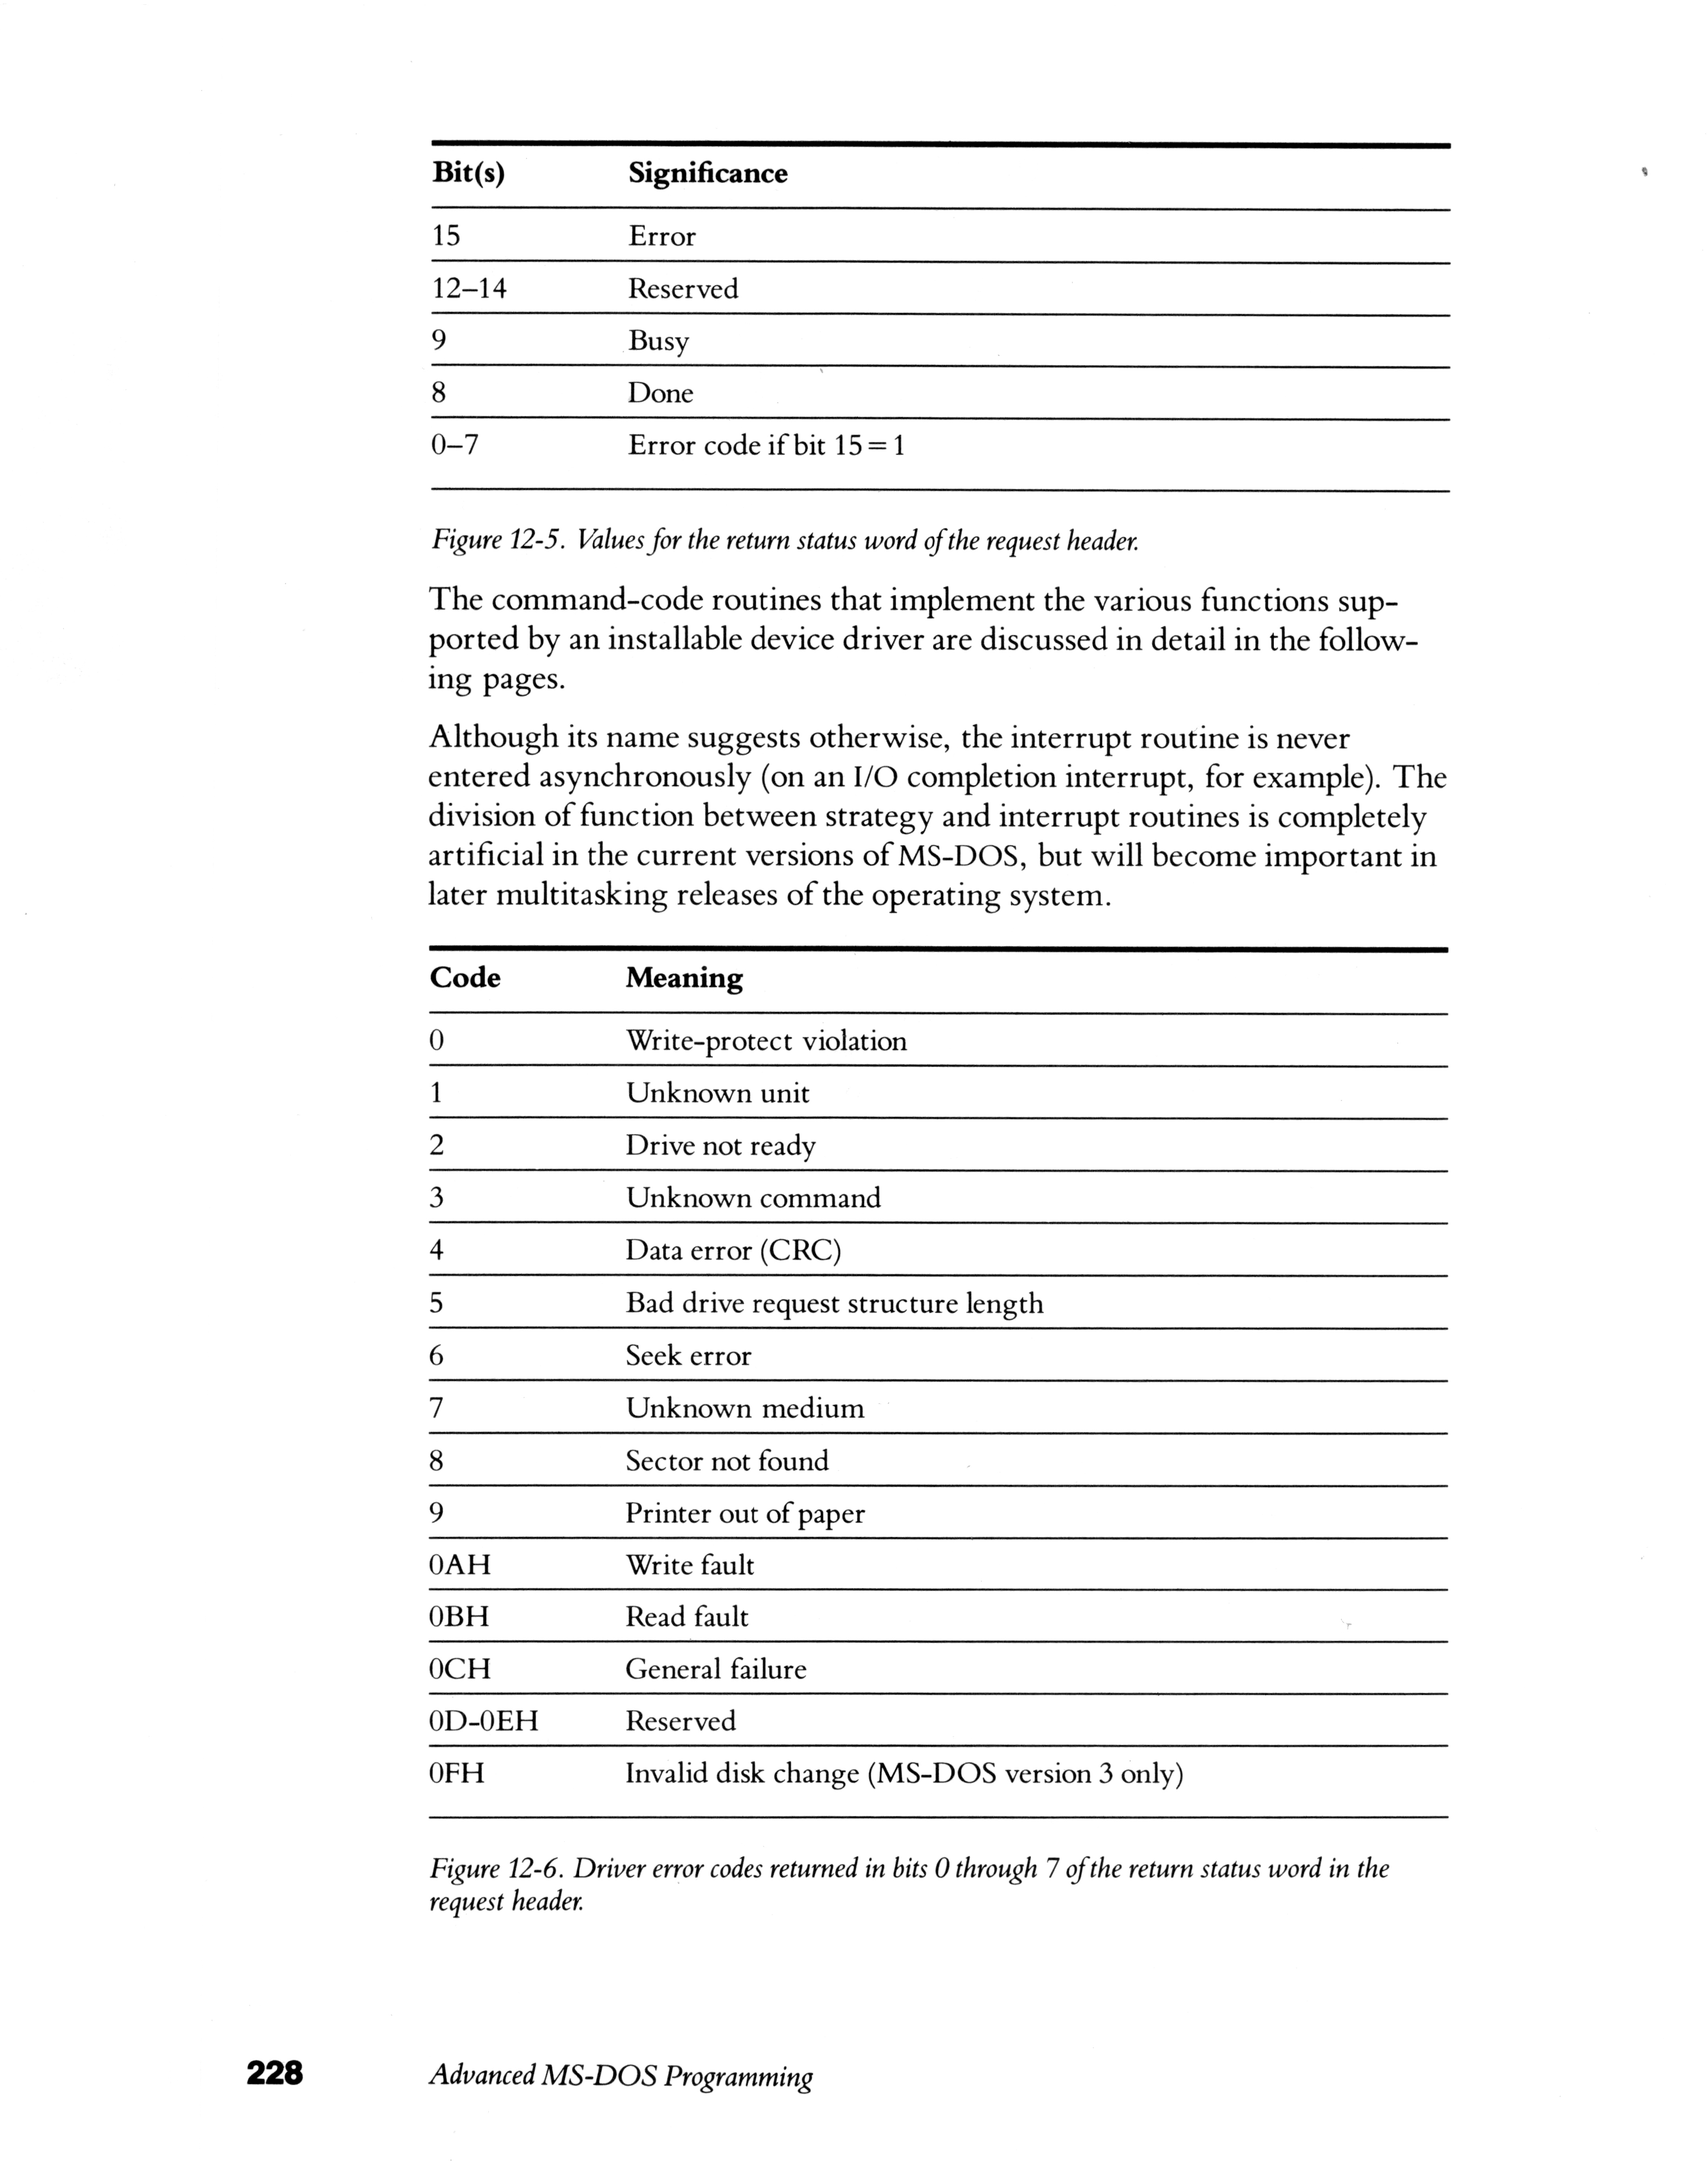 Bit(s) Significance
15 Error
12–14 Reserved
9 Busy
8 Done
0–7 Error code if bit 15 = 1
Figure 12-5. Values for the return status word of the request header.
The command-code routines that implement the various functions sup-
ported by an installable device driver are discussed in detail in the follow-
ing pages.
Although its name suggests otherwise, the interrupt routine is never
entered asynchronously (on an I/O completion interrupt, for example). The
division of function between strategy and interrupt routines is completely
artificial in the current versions of MS-DOS, but will become important in
later multitasking releases of the operating system.
Code Meaning
0 Write-protect violation
1 Unknown unit
2 Drive not ready
3 Unknown command
4 Data error (CRC)
5 Bad drive request structure length
6 Seek error
7 Unknown medium
8 Sector not found
9 Printer out of paper
0AH Write fault
0BH Read fault
0CH General failure
0D-0EH Reserved
0FH Invalid disk change (MS-DOS version 3 only)
Figure 12-6. Driver error codes returned in bits 0 through 7 of the return status word in the
request header.
228 Advanced MS-DOS Programming